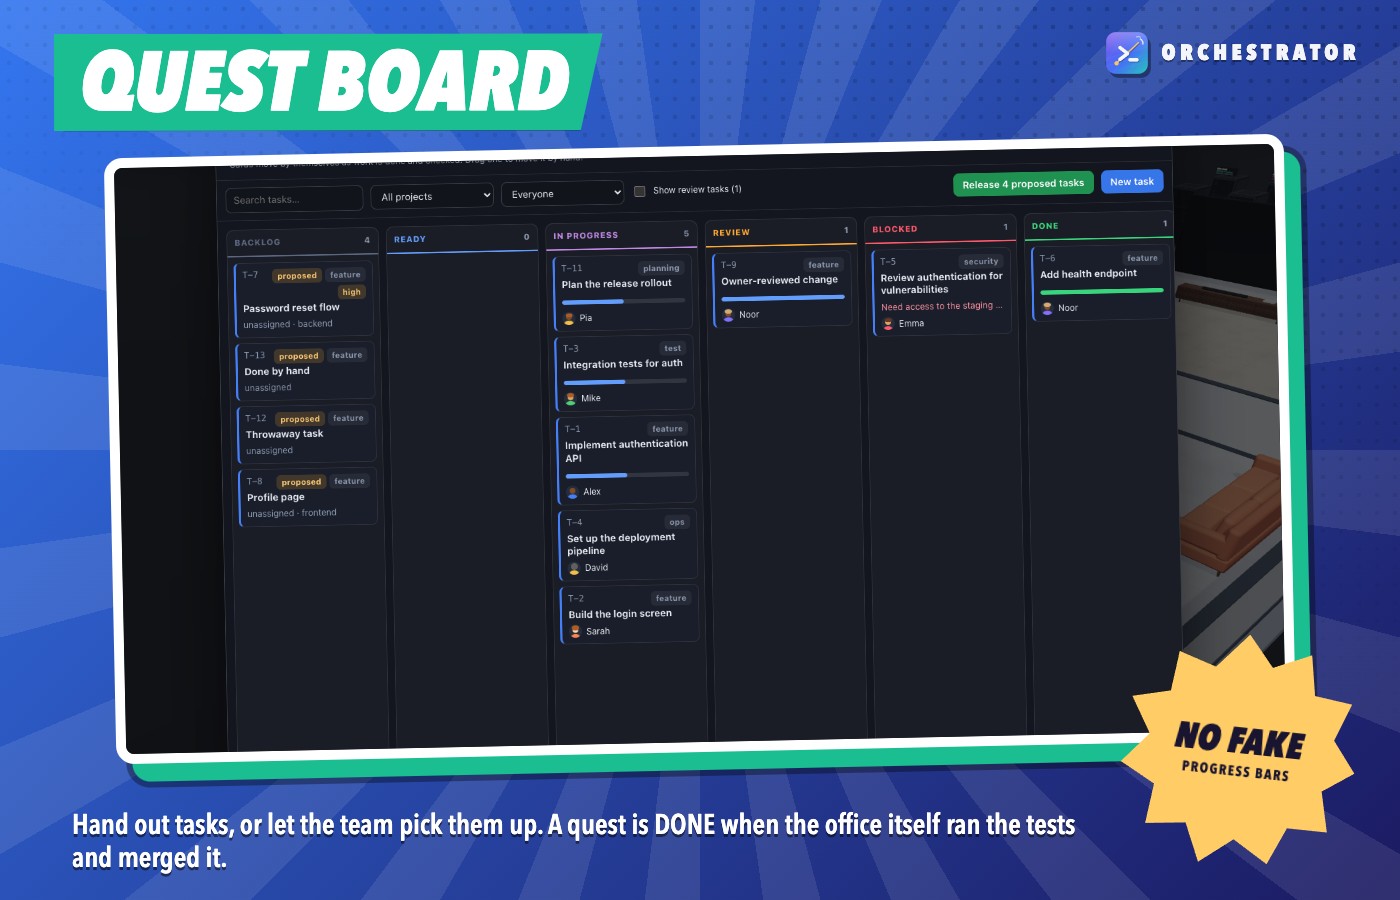 QUEST BOARD
ORCHESTRATOR
Search tasks...
All projects
Everyone
Show review tasks (1)
Release 4 proposed tasks
New task
BACKLOG 4
T-7 proposed feature
high
Password reset flow
unassigned · backend
T-13 proposed feature
Done by hand
unassigned
T-12 proposed feature
Throwaway task
unassigned
T-8 proposed feature
Profile page
unassigned · frontend
READY 0
IN PROGRESS 5
T-11 planning
Plan the release rollout
Pia
T-3 test
Integration tests for auth
Mike
T-1 feature
Implement authentication
API
Alex
T-4 ops
Set up the deployment
pipeline
David
T-2 feature
Build the login screen
Sarah
REVIEW 1
T-9 feature
Owner-reviewed change
Noor
BLOCKED 1
T-5 security
Review authentication for
vulnerabilities
Need access to the staging ...
Emma
DONE 1
T-6 feature
Add health endpoint
Noor
NO FAKE
PROGRESS BARS
Hand out tasks, or let the team pick them up. A quest is DONE when the office itself ran the tests
and merged it.